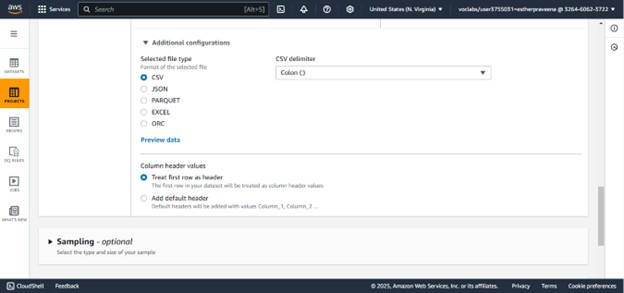 aws
Services
Search
[Alt+S]
United States (N. Virginia)
voclabs/user3755031=estherpraveena @ 3264-6062-3722
DATASETS
PROJECTS
RECIPES
DQ RULES
JOBS
WHAT'S NEW
Additional configurations
Selected file type
Format of the selected file
CSV
JSON
PARQUET
EXCEL
ORC
CSV delimiter
Colon (:)
Preview data
Column header values
Treat first row as header
The first row in your dataset will be treated as column header values
Add default header
Default headers will be added with values Column_1, Column_2 ...
Sampling - optional
Select the type and size of your sample
CloudShell
Feedback
© 2025, Amazon Web Services, Inc. or its affiliates.
Privacy
Terms
Cookie preferences